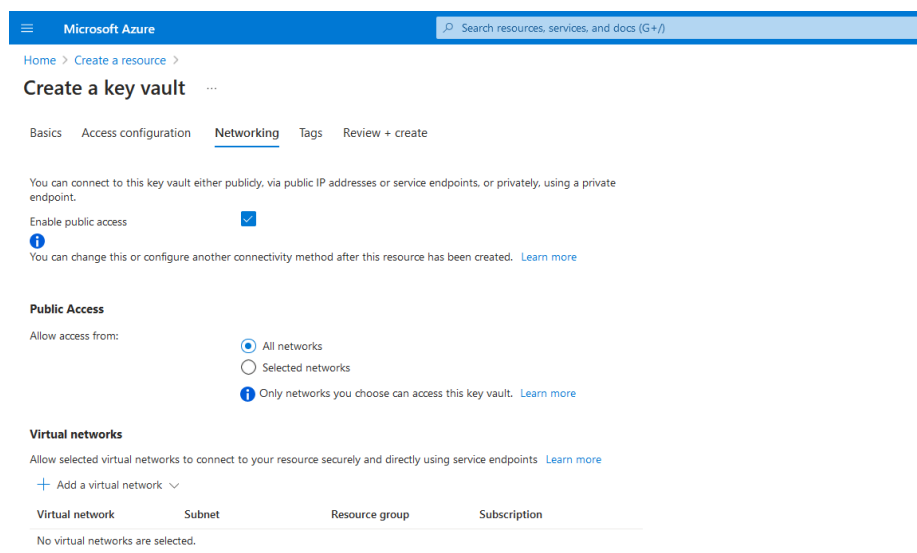 Microsoft Azure
Search resources, services, and docs (G+/)
Home > Create a resource >
Create a key vault ...
Basics Access configuration Networking Tags Review + create
You can connect to this key vault either publicly, via public IP addresses or service endpoints, or privately, using a private
endpoint.
Enable public access
You can change this or configure another connectivity method after this resource has been created. Learn more
Public Access
Allow access from:
All networks
Selected networks
Only networks you choose can access this key vault. Learn more
Virtual networks
Allow selected virtual networks to connect to your resource securely and directly using service endpoints Learn more
+ Add a virtual network
Virtual network Subnet Resource group Subscription
No virtual networks are selected.